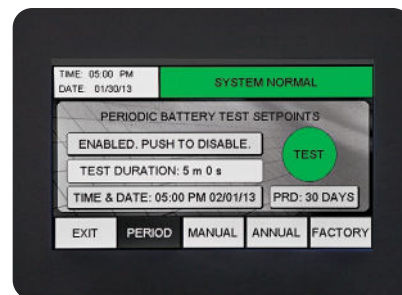 TIME: 05:00 PM
DATE: 01/30/13
SYSTEM NORMAL
PERIODIC BATTERY TEST SETPOINTS
ENABLED. PUSH TO DISABLE.
TEST
TEST DURATION: 5 m 0 s
TIME & DATE: 05:00 PM 02/01/13
PRD: 30 DAYS
EXIT
PERIOD
MANUAL
ANNUAL
FACTORY